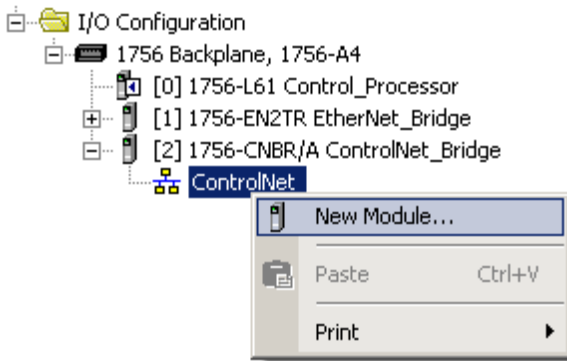 I/O Configuration
1756 Backplane, 1756-A4
[0] 1756-L61 Control_Processor
[1] 1756-EN2TR EtherNet_Bridge
[2] 1756-CNBR/A ControlNet_Bridge
ControlNet
New Module...
Paste Ctrl+V
Print